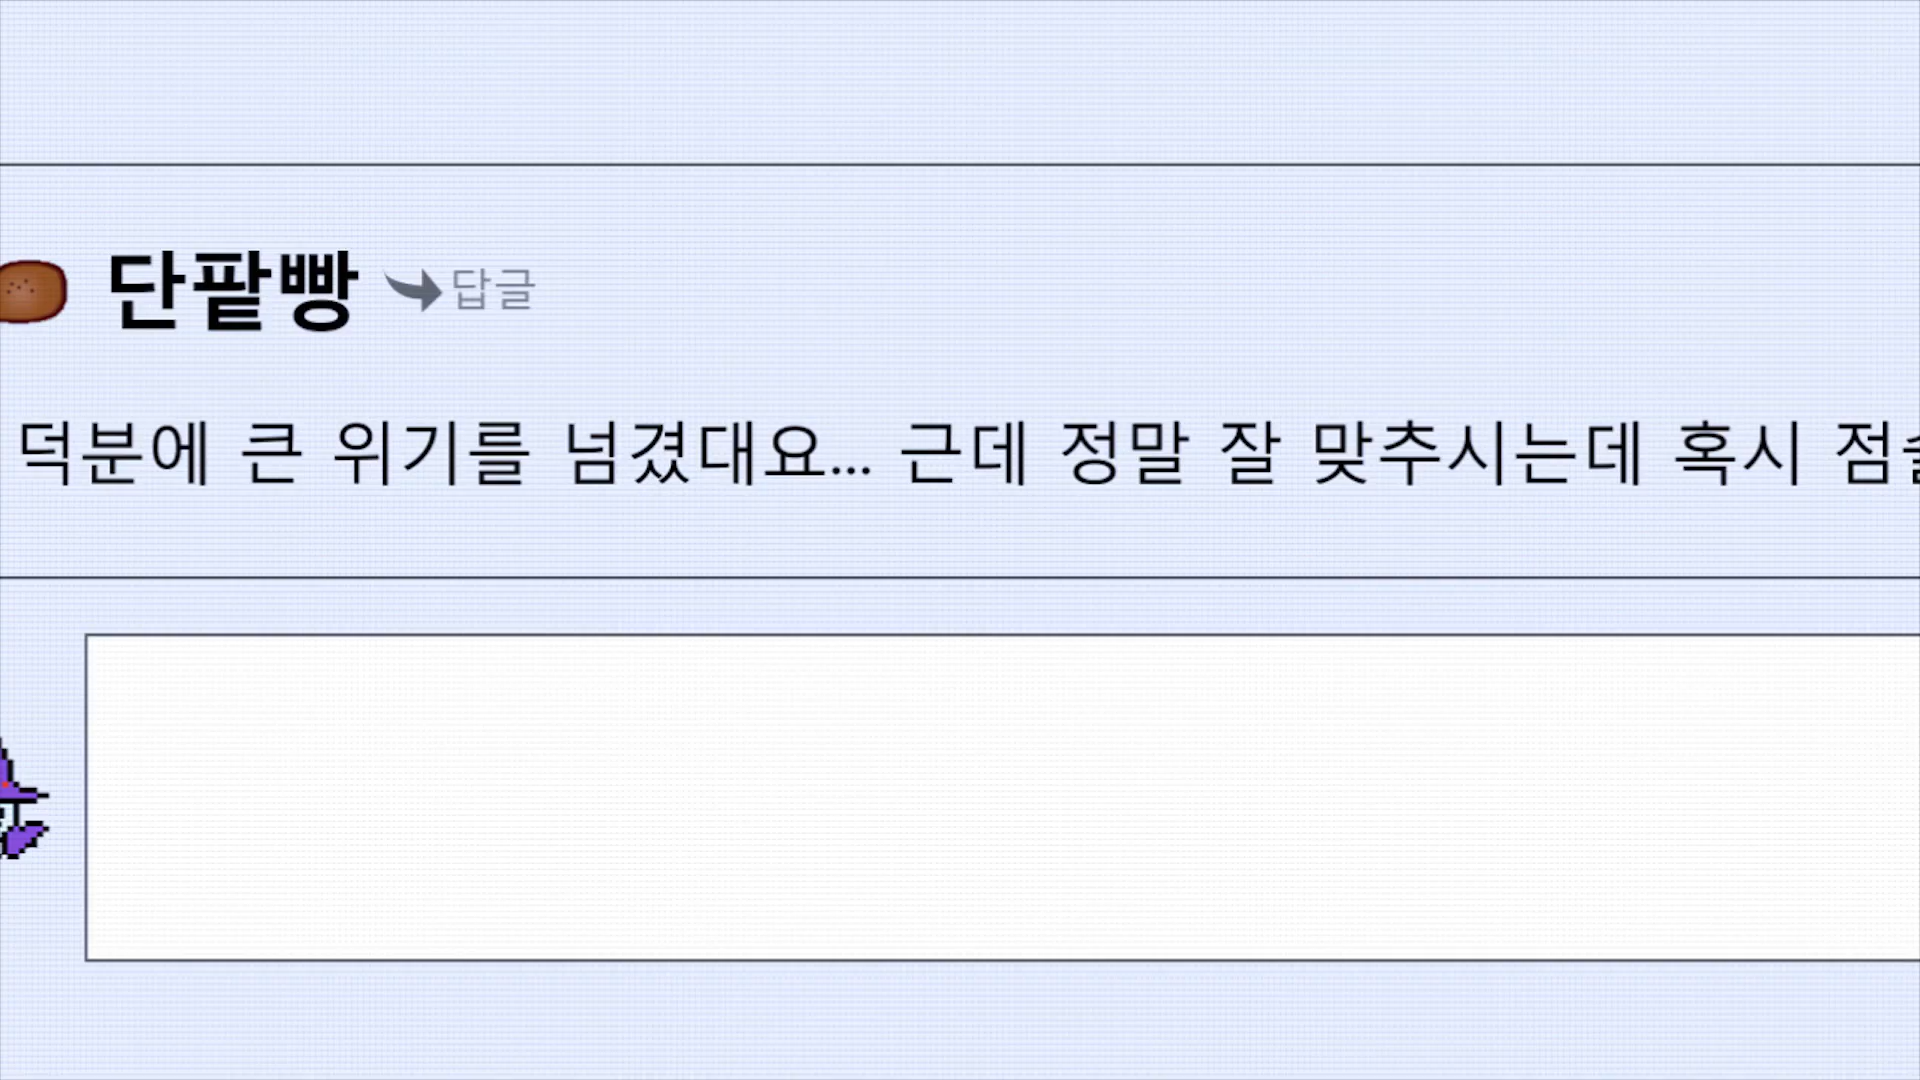 단팥빵 답글
덕분에 큰 위기를 넘겼대요... 근데 정말 잘 맞추시는데 혹시